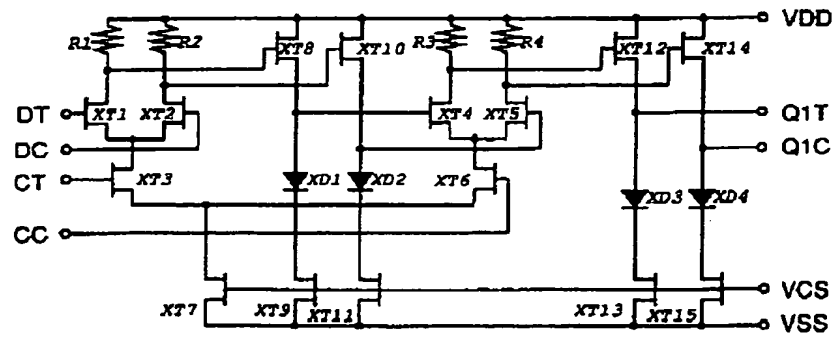 VDD
R1 R2 XT8 XT10 R3 R4 XT12 XT14
DT XT1 XT2 XT4 XT5 Q1T
DC Q1C
CT XT3 XD1 XD2 XT6 XD3 XD4
CC
VCS
XT7 XT9 XT11 XT13 XT15 VSS